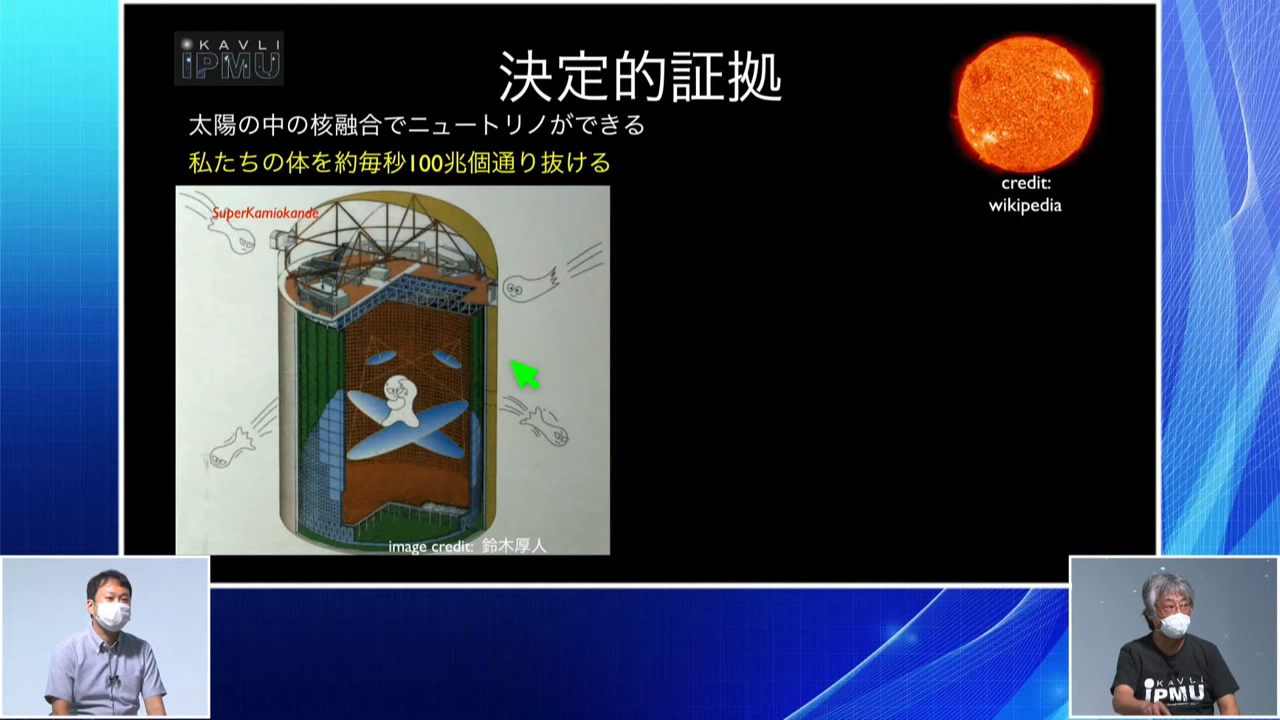 KAVLI
IPMU
決定的証拠
太陽の中の核融合でニュートリノができる
私たちの体を約毎秒100兆個通り抜ける
credit:
wikipedia
SuperKamiokande
image credit: 鈴木厚人
KAVLI
IPMU